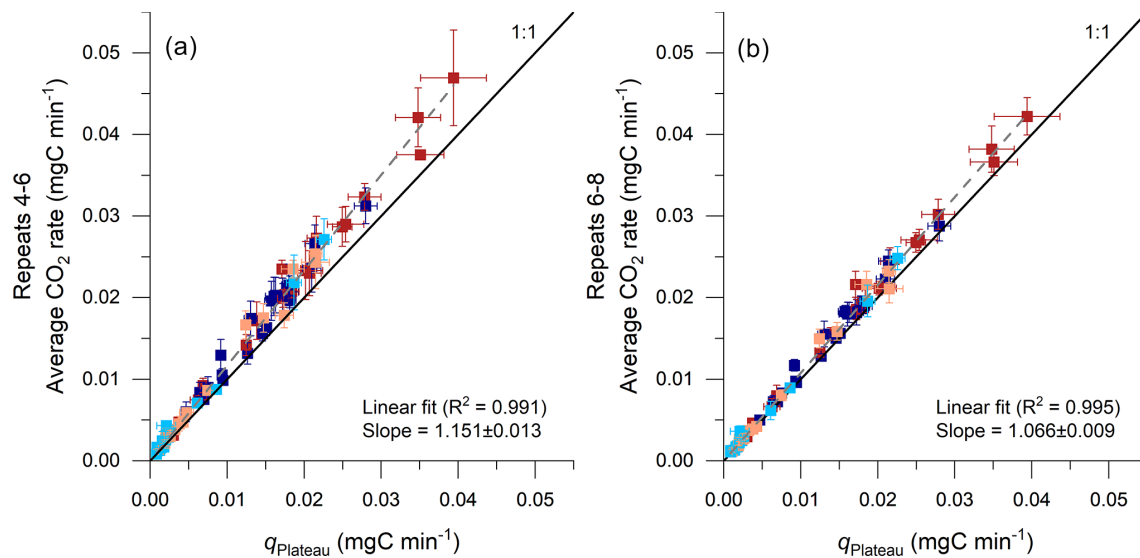 (a)
1:1
0.05
0.04
0.03
0.02
0.01
0.00
Repeats 4-6
Average CO₂ rate (mgC min⁻¹)
Linear fit (R² = 0.991)
Slope = 1.151±0.013
0.00 0.01 0.02 0.03 0.04 0.05
qPlateau (mgC min⁻¹)
(b)
1:1
0.05
0.04
0.03
0.02
0.01
0.00
Repeats 6-8
Average CO₂ rate (mgC min⁻¹)
Linear fit (R² = 0.995)
Slope = 1.066±0.009
0.00 0.01 0.02 0.03 0.04 0.05
qPlateau (mgC min⁻¹)